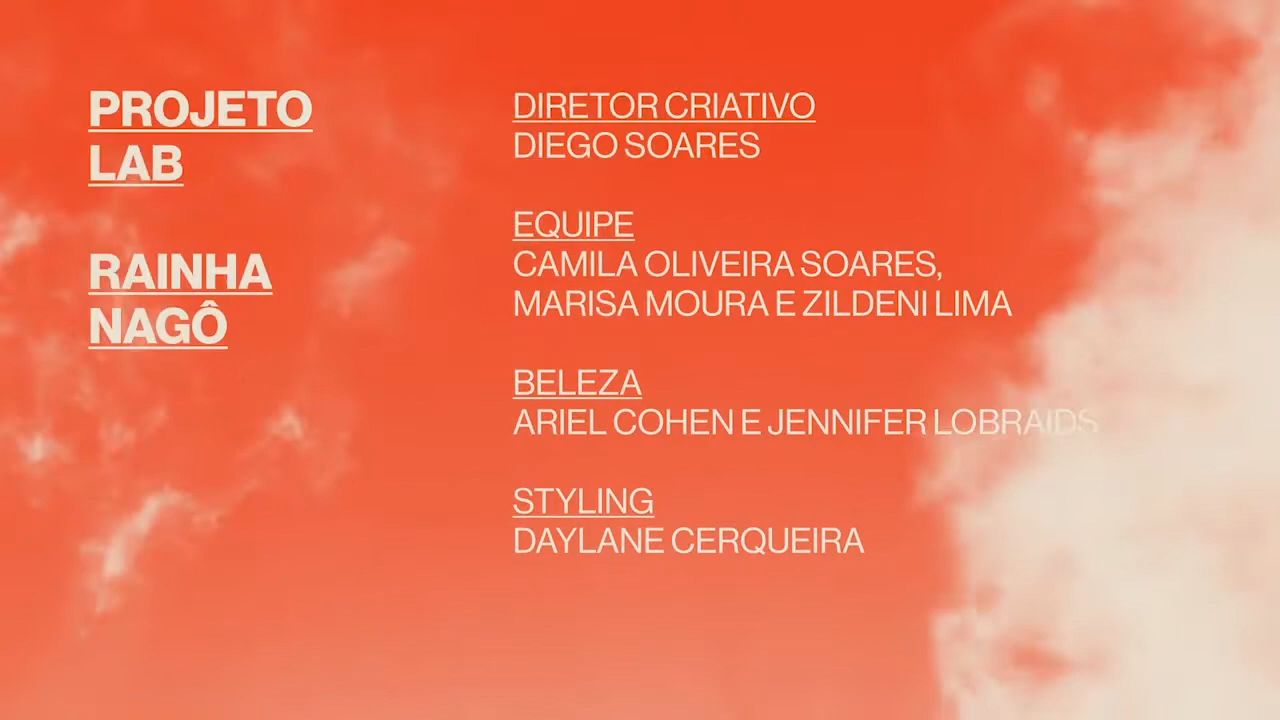 PROJETO
LAB
RAINHA
NAGÔ
DIRETOR CRIATIVO
DIEGO SOARES
EQUIPE
CAMILA OLIVEIRA SOARES,
MARISA MOURA E ZILDENI LIMA
BELEZA
ARIEL COHEN E JENNIFER LOBRAIDS
STYLING
DAYLANE CERQUEIRA